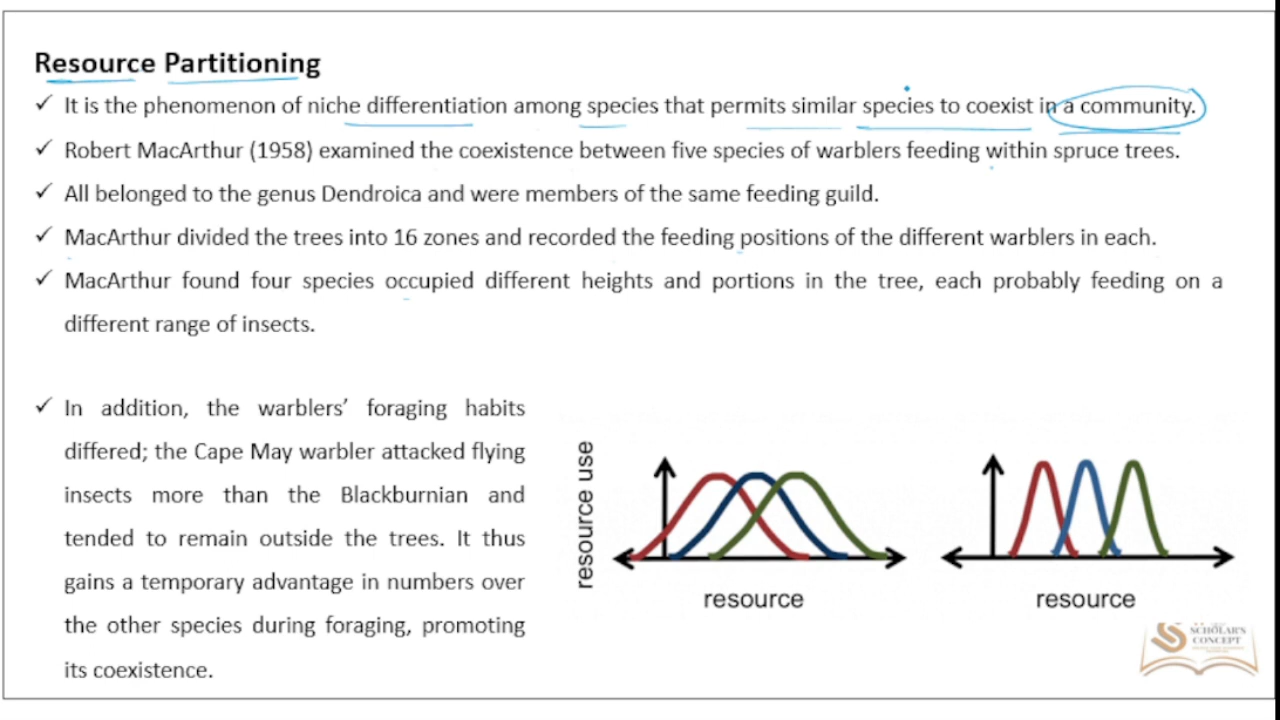 Resource Partitioning
✓ It is the phenomenon of niche differentiation among species that permits similar species to coexist in a community.
✓ Robert MacArthur (1958) examined the coexistence between five species of warblers feeding within spruce trees.
✓ All belonged to the genus Dendroica and were members of the same feeding guild.
✓ MacArthur divided the trees into 16 zones and recorded the feeding positions of the different warblers in each.
✓ MacArthur found four species occupied different heights and portions in the tree, each probably feeding on a
different range of insects.
✓ In addition, the warblers’ foraging habits
differed; the Cape May warbler attacked flying
insects more than the Blackburnian and
tended to remain outside the trees. It thus
gains a temporary advantage in numbers over
the other species during foraging, promoting
its coexistence.
resource use
resource
resource
SCHOLAR'S
CONCEPT